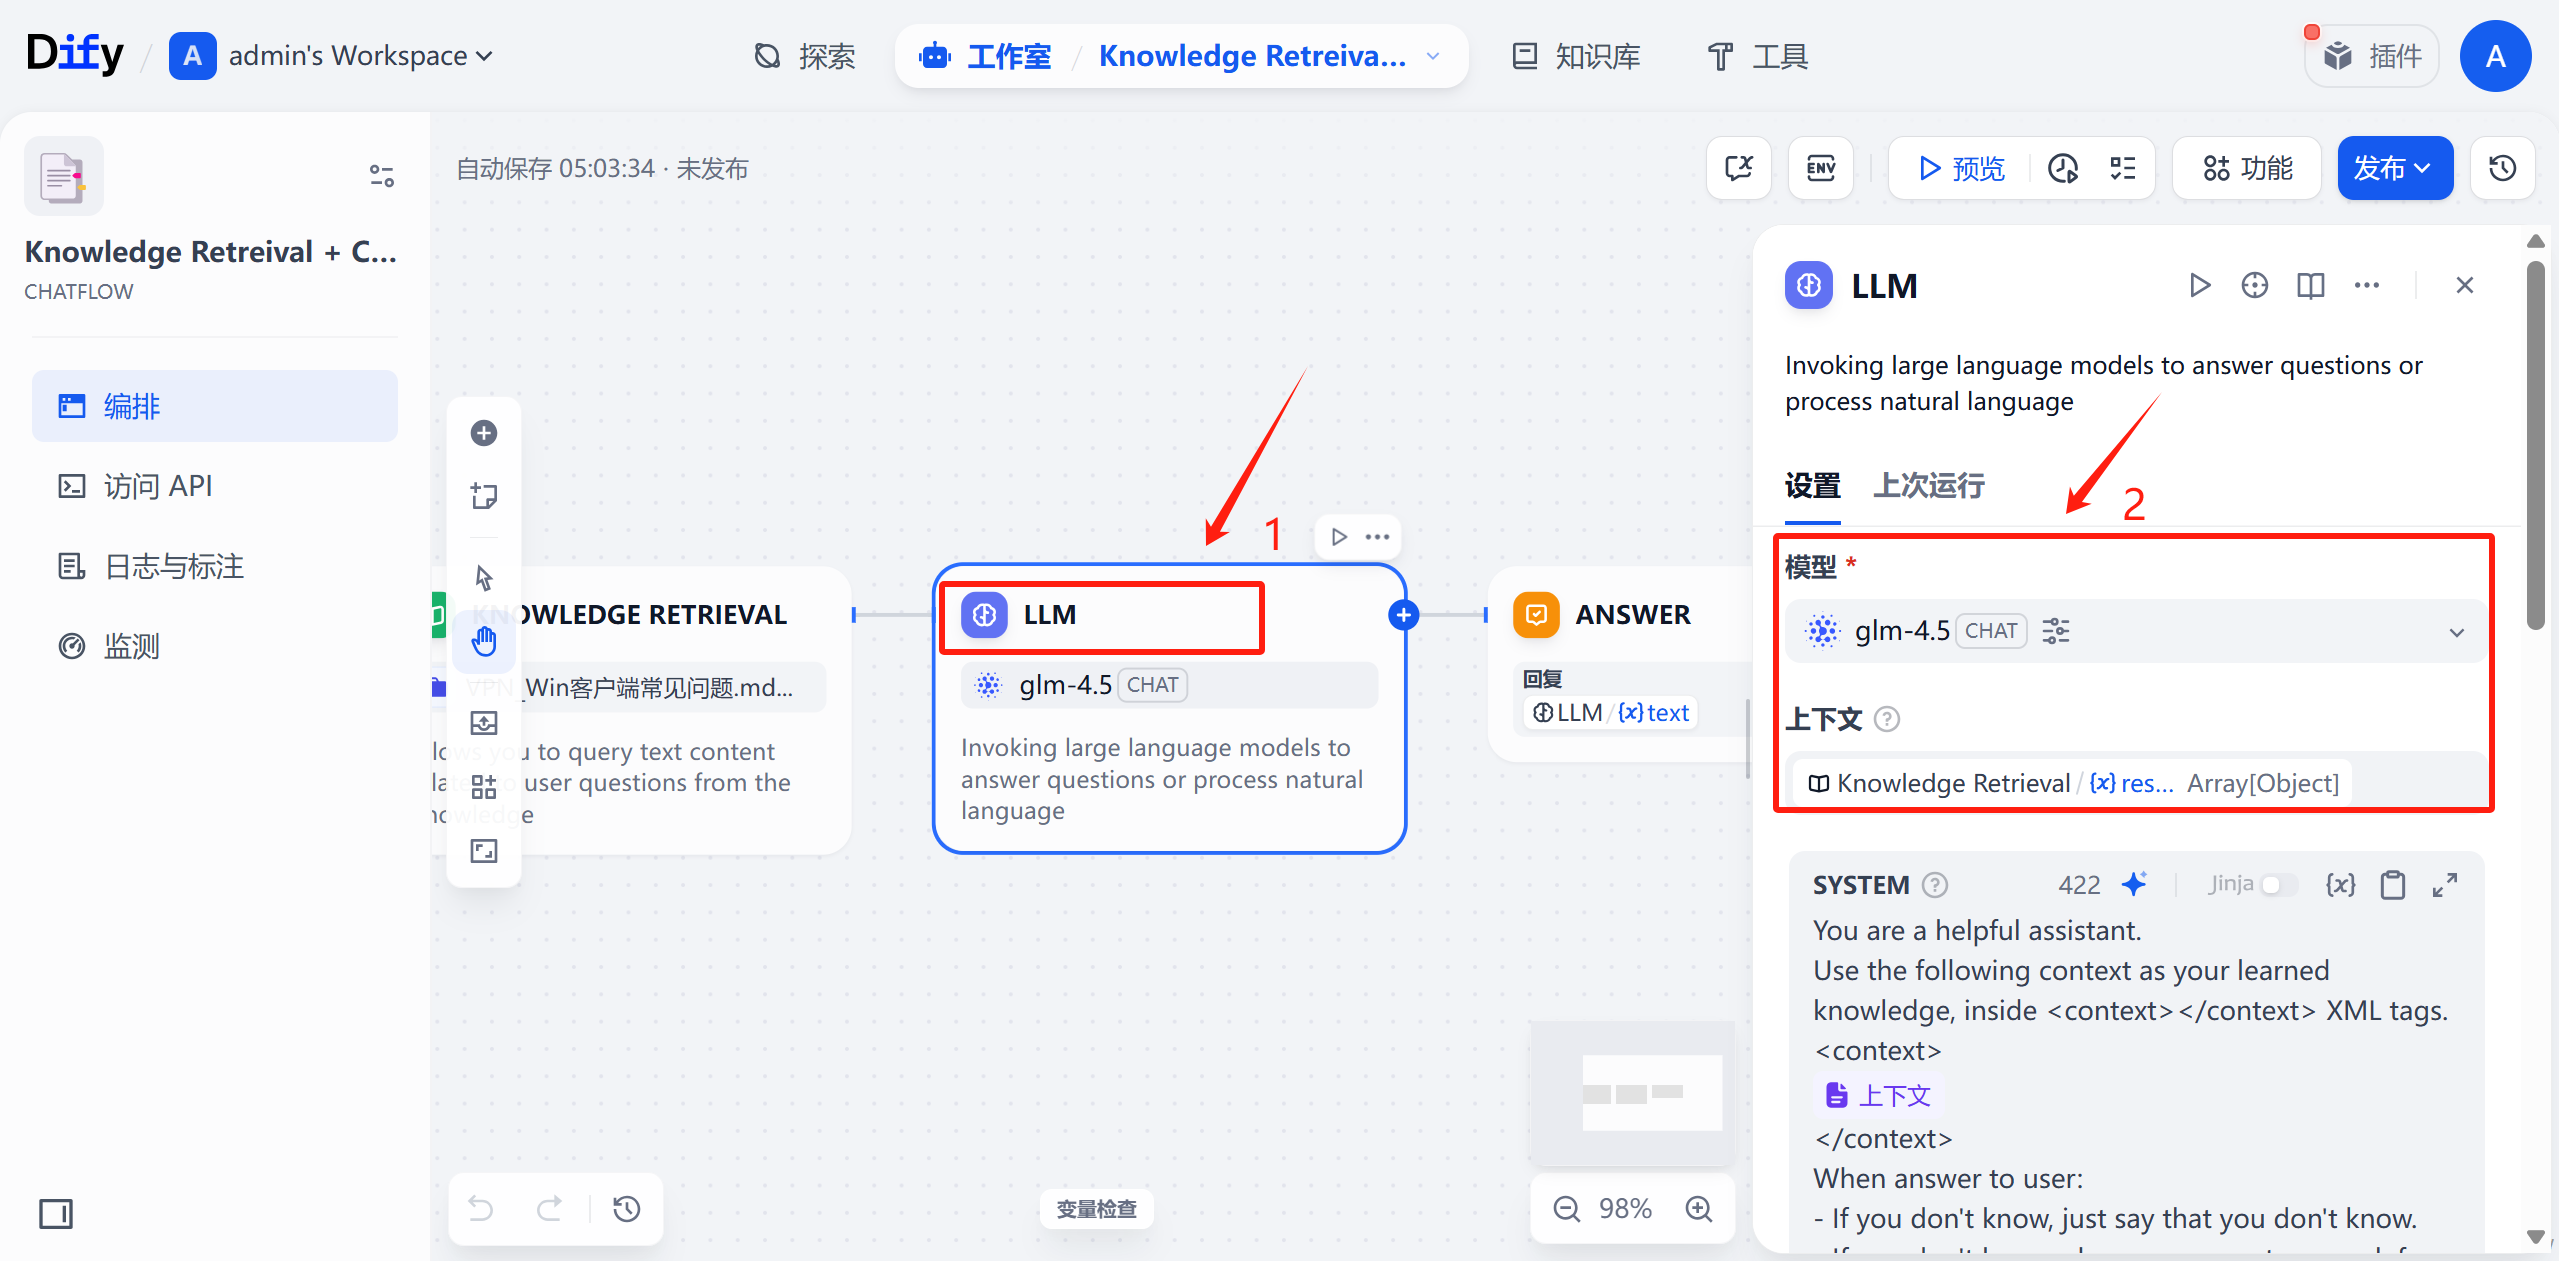 Dify / A admin's Workspace
探索
工作室 / Knowledge Retreiva...
知识库
工具
插件
A
Knowledge Retreival + C...
CHATFLOW
编排
访问 API
日志与标注
监测
自动保存 05:03:34 · 未发布
ENV
预览
功能
发布
KNOWLEDGE RETRIEVAL
VPN_Win客户端常见问题.md...
lows you to query text content
user questions from the
1
LLM
glm-4.5 CHAT
Invoking large language models to
answer questions or process natural
language
ANSWER
回复
LLM / {x} text
变量检查
98%
LLM
Invoking large language models to answer questions or
process natural language
设置
上次运行
2
模型 *
glm-4.5 CHAT
上下文
Knowledge Retrieval / {x} res... Array[Object]
SYSTEM 422 Jinja {x}
You are a helpful assistant.
Use the following context as your learned
knowledge, inside <context></context> XML tags.
<context>
上下文
</context>
When answer to user:
- If you don't know, just say that you don't know.